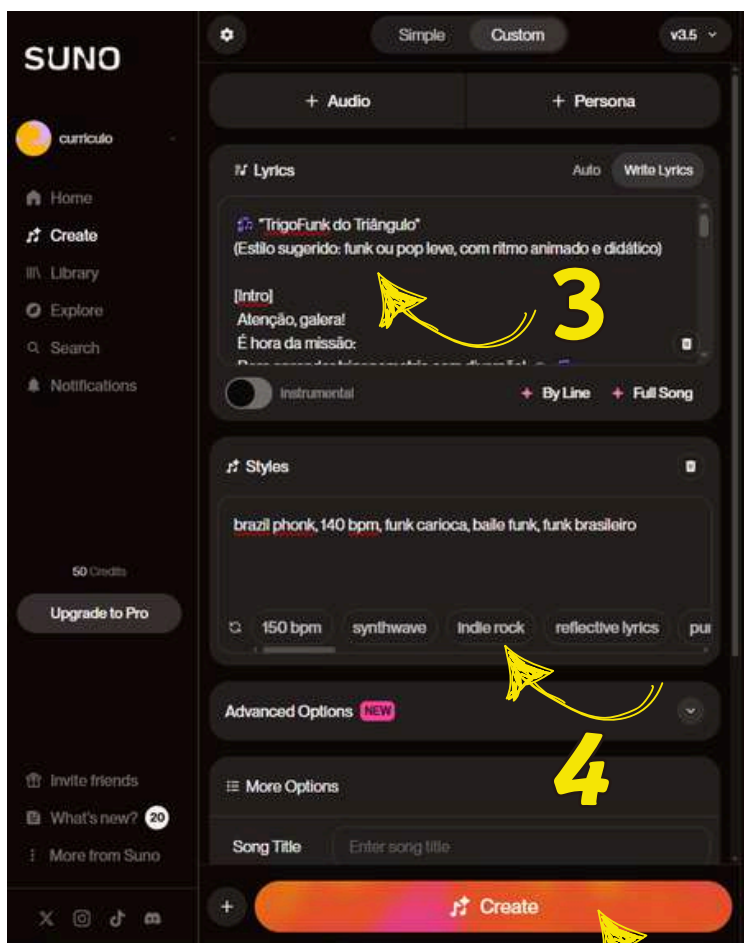 SUNO
curriculo
Home
Create
Library
Explore
Search
Notifications
50 Credits
Upgrade to Pro
Invite friends
What's new? 20
More from Suno
Simple Custom v3.5
+ Audio + Persona
Lyrics Auto Write Lyrics
"TrigoFunk do Triângulo"
(Estilo sugerido: funk ou pop leve, com ritmo animado e didático)
[Intro]
Atenção, galera!
É hora da missão:
3
Instrumental + By Line + Full Song
Styles
brazil phonk, 140 bpm, funk carioca, baile funk, funk brasileiro
150 bpm synthwave indie rock reflective lyrics
Advanced Options NEW
4
More Options
Song Title Enter song title
+ Create